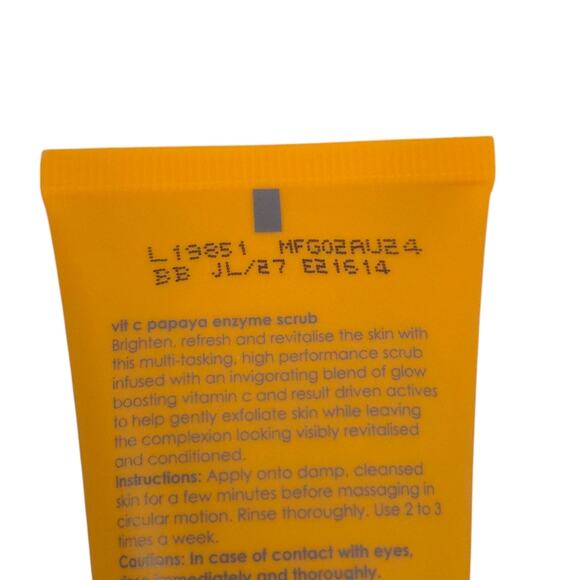 L19851 MFG02AU24
BB JL/27 E21614
vit c papaya enzyme scrub
Brighten, refresh and revitalise the skin with
this multi-tasking, high performance scrub
infused with an invigorating blend of glow
boosting vitamin c and result driven actives
to help gently exfoliate skin while leaving
the complexion looking visibly revitalised
and conditioned.
Instructions: Apply onto damp, cleansed
skin for a few minutes before massaging in
circular motion. Rinse thoroughly. Use 2 to 3
times a week.
Cautions: In case of contact with eyes,
rinse immediately and thoroughly.